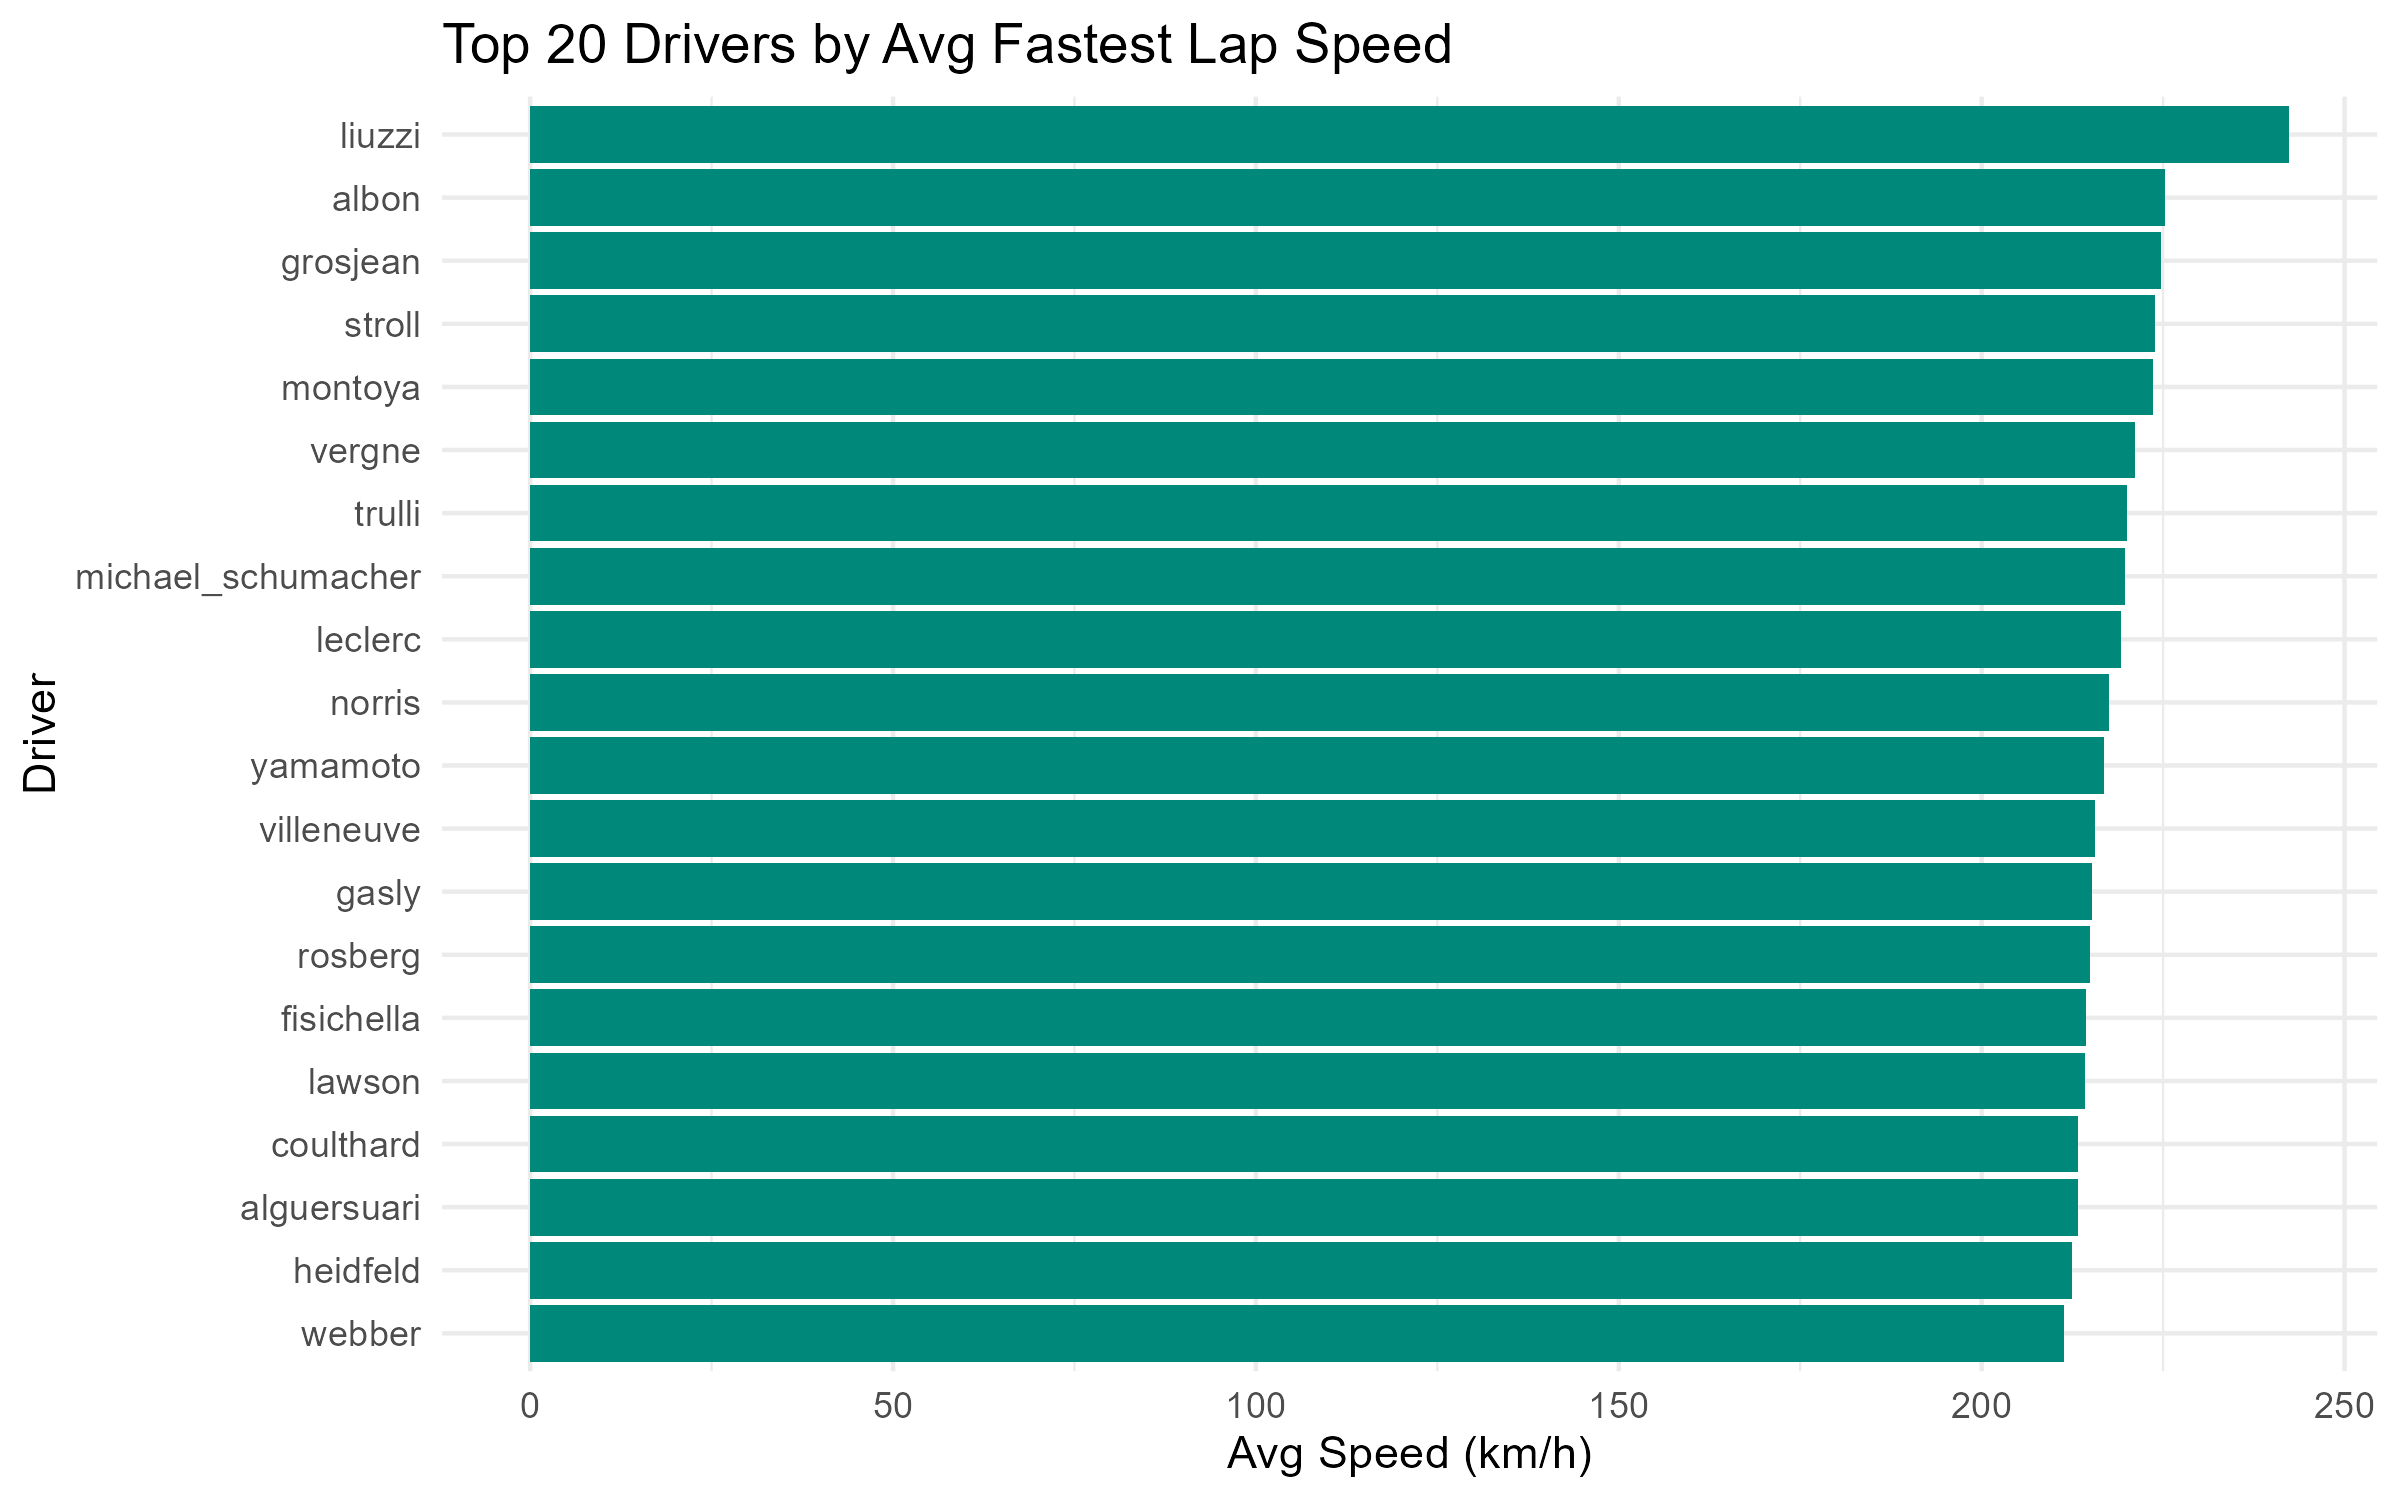 Top 20 Drivers by Avg Fastest Lap Speed
Driver
liuzzi
albon
grosjean
stroll
montoya
vergne
trulli
michael_schumacher
leclerc
norris
yamamoto
villeneuve
gasly
rosberg
fisichella
lawson
coulthard
alguersuari
heidfeld
webber
0 50 100 150 200 250
Avg Speed (km/h)